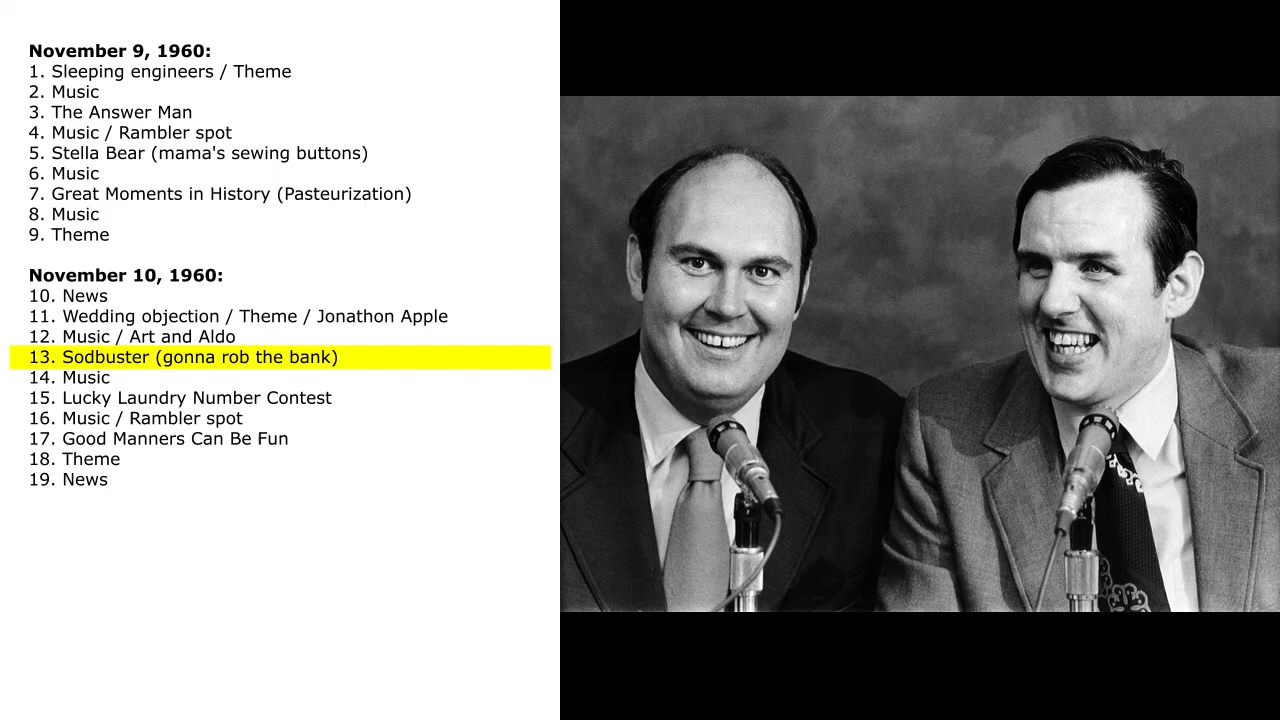 November 9, 1960:
1. Sleeping engineers / Theme
2. Music
3. The Answer Man
4. Music / Rambler spot
5. Stella Bear (mama's sewing buttons)
6. Music
7. Great Moments in History (Pasteurization)
8. Music
9. Theme
November 10, 1960:
10. News
11. Wedding objection / Theme / Jonathon Apple
12. Music / Art and Aldo
13. Sodbuster (gonna rob the bank)
14. Music
15. Lucky Laundry Number Contest
16. Music / Rambler spot
17. Good Manners Can Be Fun
18. Theme
19. News